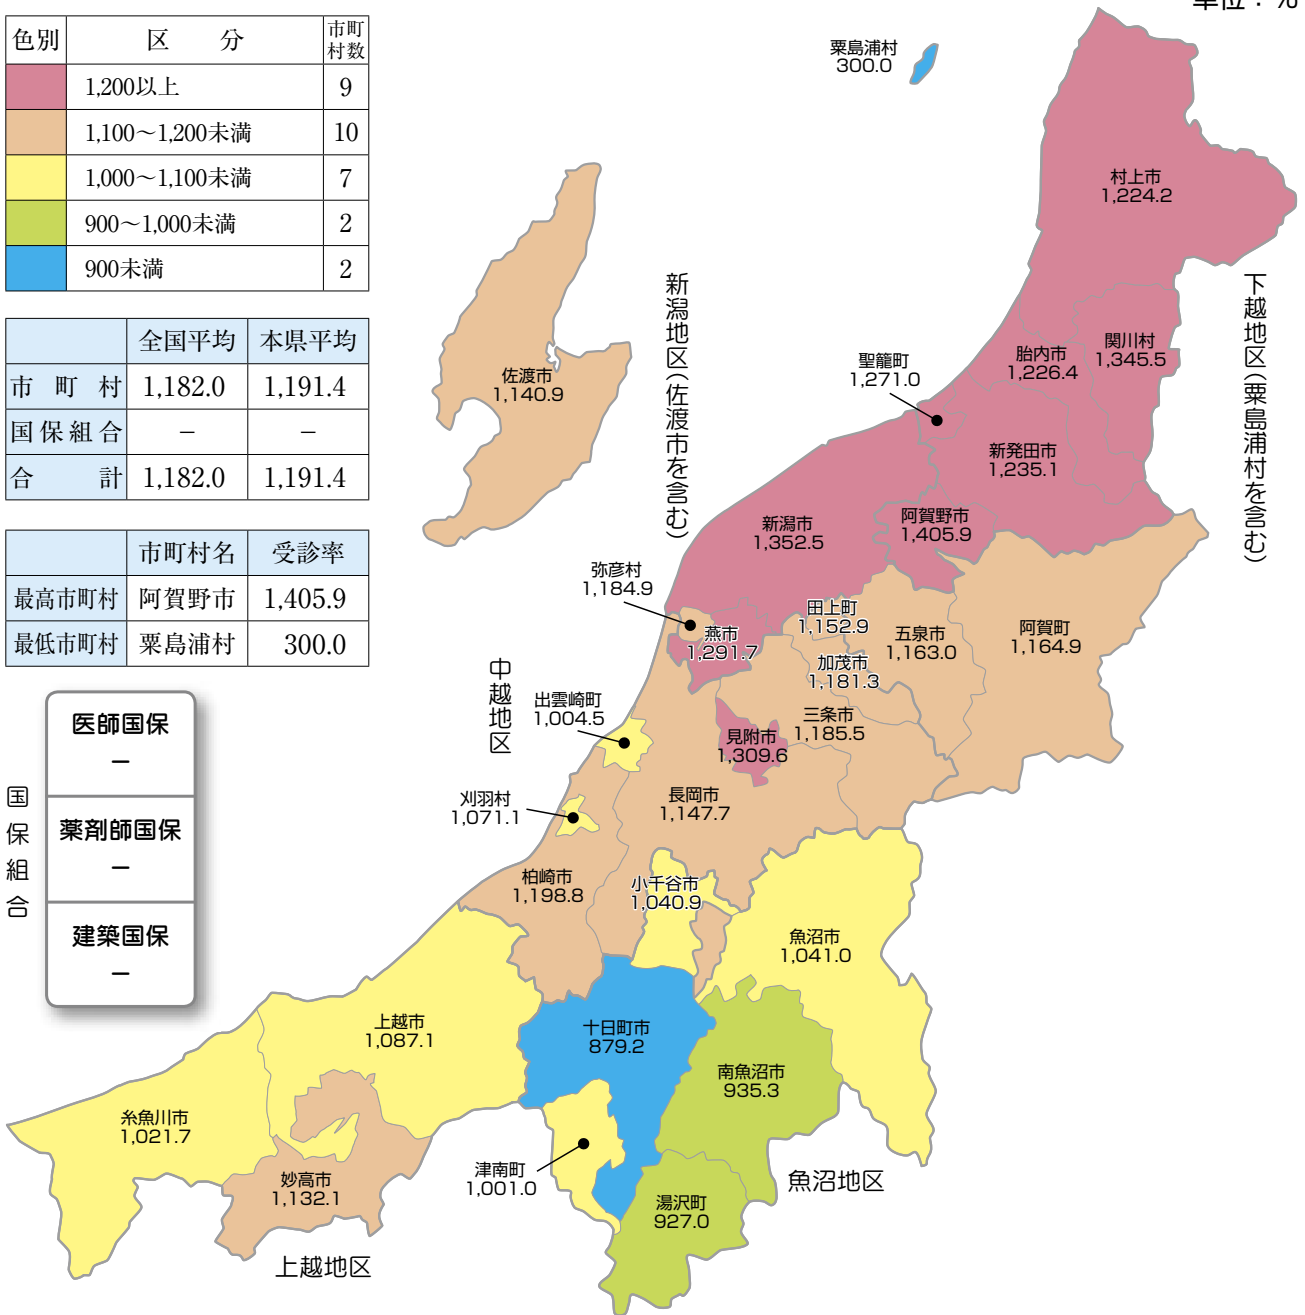 単位：％
色別 区 分 市町村数
1,200以上 9
1,100～1,200未満 10
1,000～1,100未満 7
900～1,000未満 2
900未満 2
全国平均 本県平均
市町村 1,182.0 1,191.4
国保組合 － －
合計 1,182.0 1,191.4
市町村名 受診率
最高市町村 阿賀野市 1,405.9
最低市町村 粟島浦村 300.0
国保組合
医師国保
－
薬剤師国保
－
建築国保
－
粟島浦村
300.0
村上市
1,224.2
下越地区（粟島浦村を含む）
新潟地区（佐渡市を含む）
関川村
1,345.5
胎内市
1,226.4
聖籠町
1,271.0
佐渡市
1,140.9
新発田市
1,235.1
新潟市
1,352.5
阿賀野市
1,405.9
弥彦村
1,184.9
燕市
1,291.7
田上町
1,152.9
五泉市
1,163.0
阿賀町
1,164.9
加茂市
1,181.3
中越地区
出雲崎町
1,004.5
三条市
1,185.5
見附市
1,309.6
刈羽村
1,071.1
長岡市
1,147.7
柏崎市
1,198.8
小千谷市
1,040.9
魚沼市
1,041.0
上越市
1,087.1
十日町市
879.2
南魚沼市
935.3
糸魚川市
1,021.7
妙高市
1,132.1
津南町
1,001.0
湯沢町
927.0
魚沼地区
上越地区